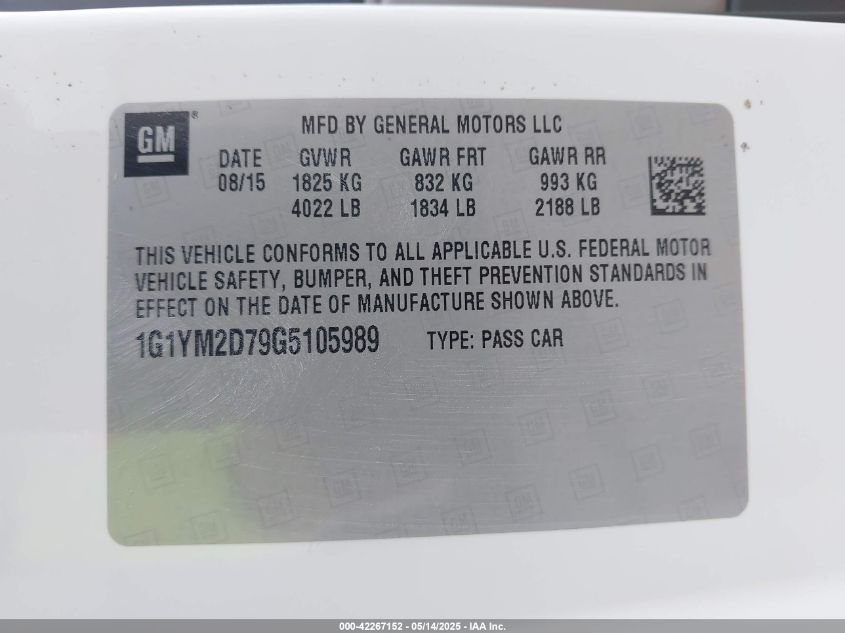 GM ®
MFD BY GENERAL MOTORS LLC
DATE GVWR GAWR FRT GAWR RR
08/15 1825 KG 832 KG 993 KG
4022 LB 1834 LB 2188 LB
THIS VEHICLE CONFORMS TO ALL APPLICABLE U.S. FEDERAL MOTOR
VEHICLE SAFETY, BUMPER, AND THEFT PREVENTION STANDARDS IN
EFFECT ON THE DATE OF MANUFACTURE SHOWN ABOVE.
1G1YM2D79G5105989 TYPE: PASS CAR
000-42267152 - 05/14/2025 - IAA Inc.